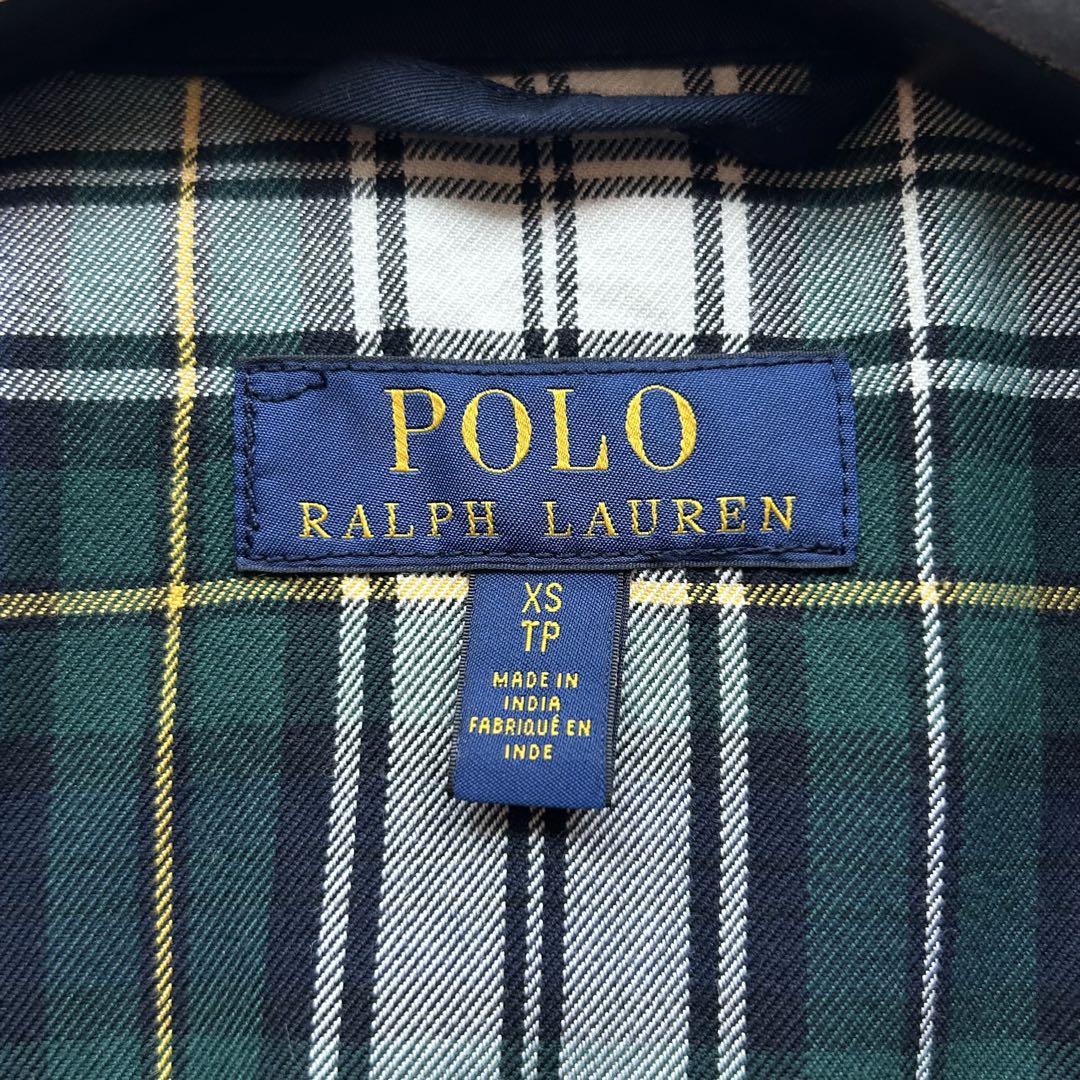 POLO
RALPH LAUREN
XS
TP
MADE IN
INDIA
FABRIQUÉ EN
INDE